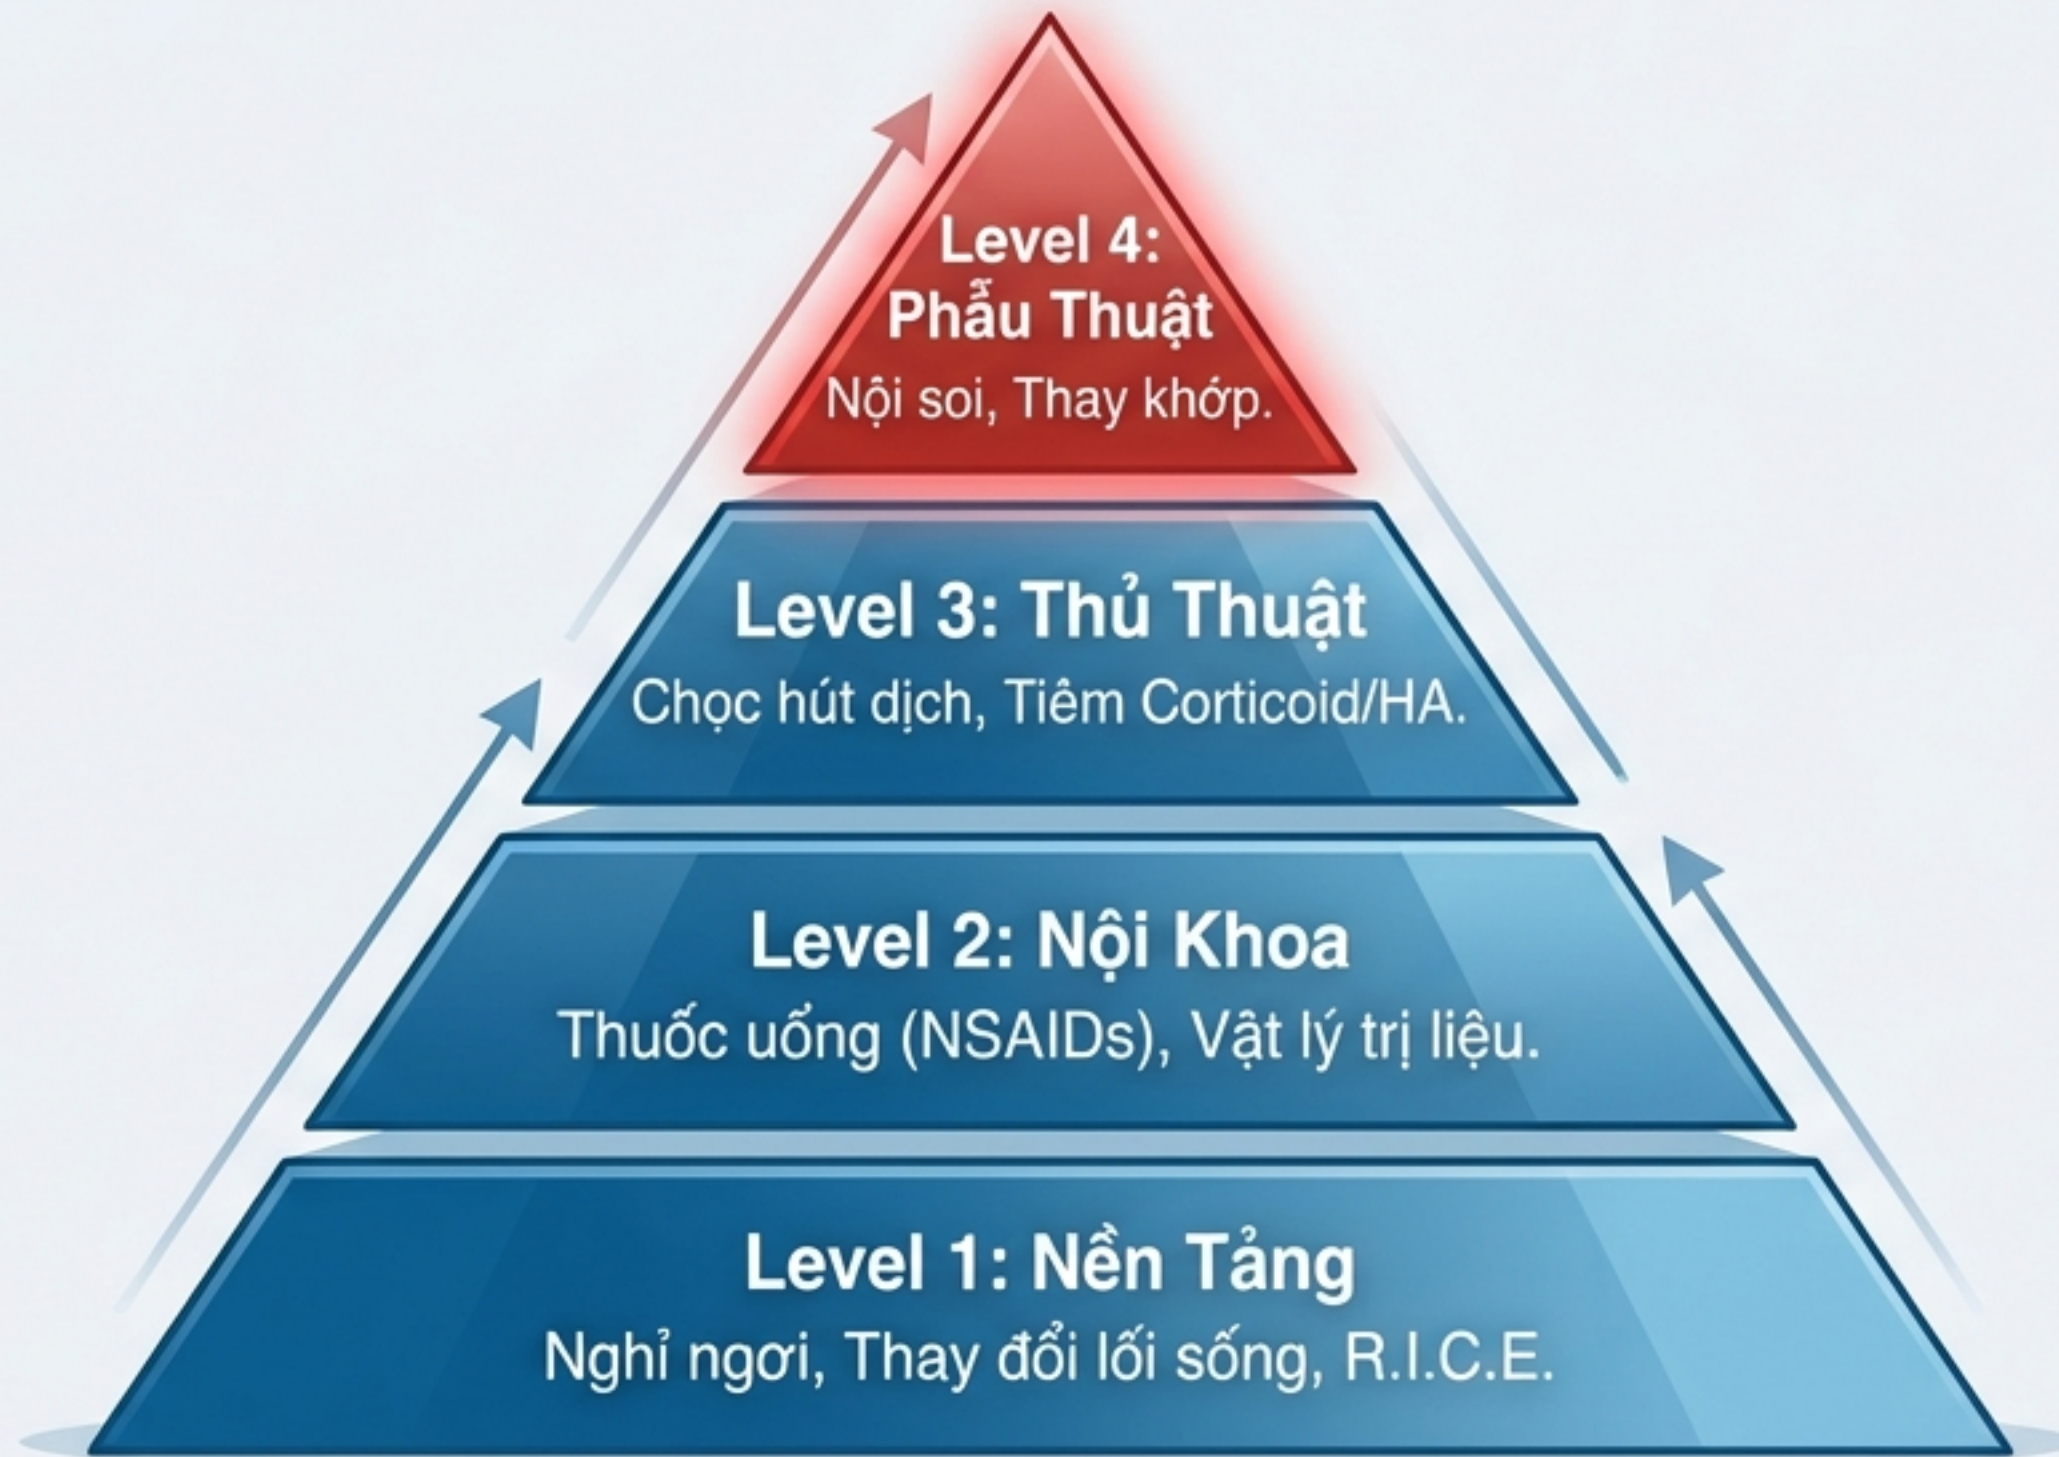 Level 4:
Phẫu Thuật
Nội soi, Thay khớp.
Level 3: Thủ Thuật
Chọc hút dịch, Tiêm Corticoid/HA.
Level 2: Nội Khoa
Thuốc uống (NSAIDs), Vật lý trị liệu.
Level 1: Nền Tảng
Nghỉ ngơi, Thay đổi lối sống, R.I.C.E.